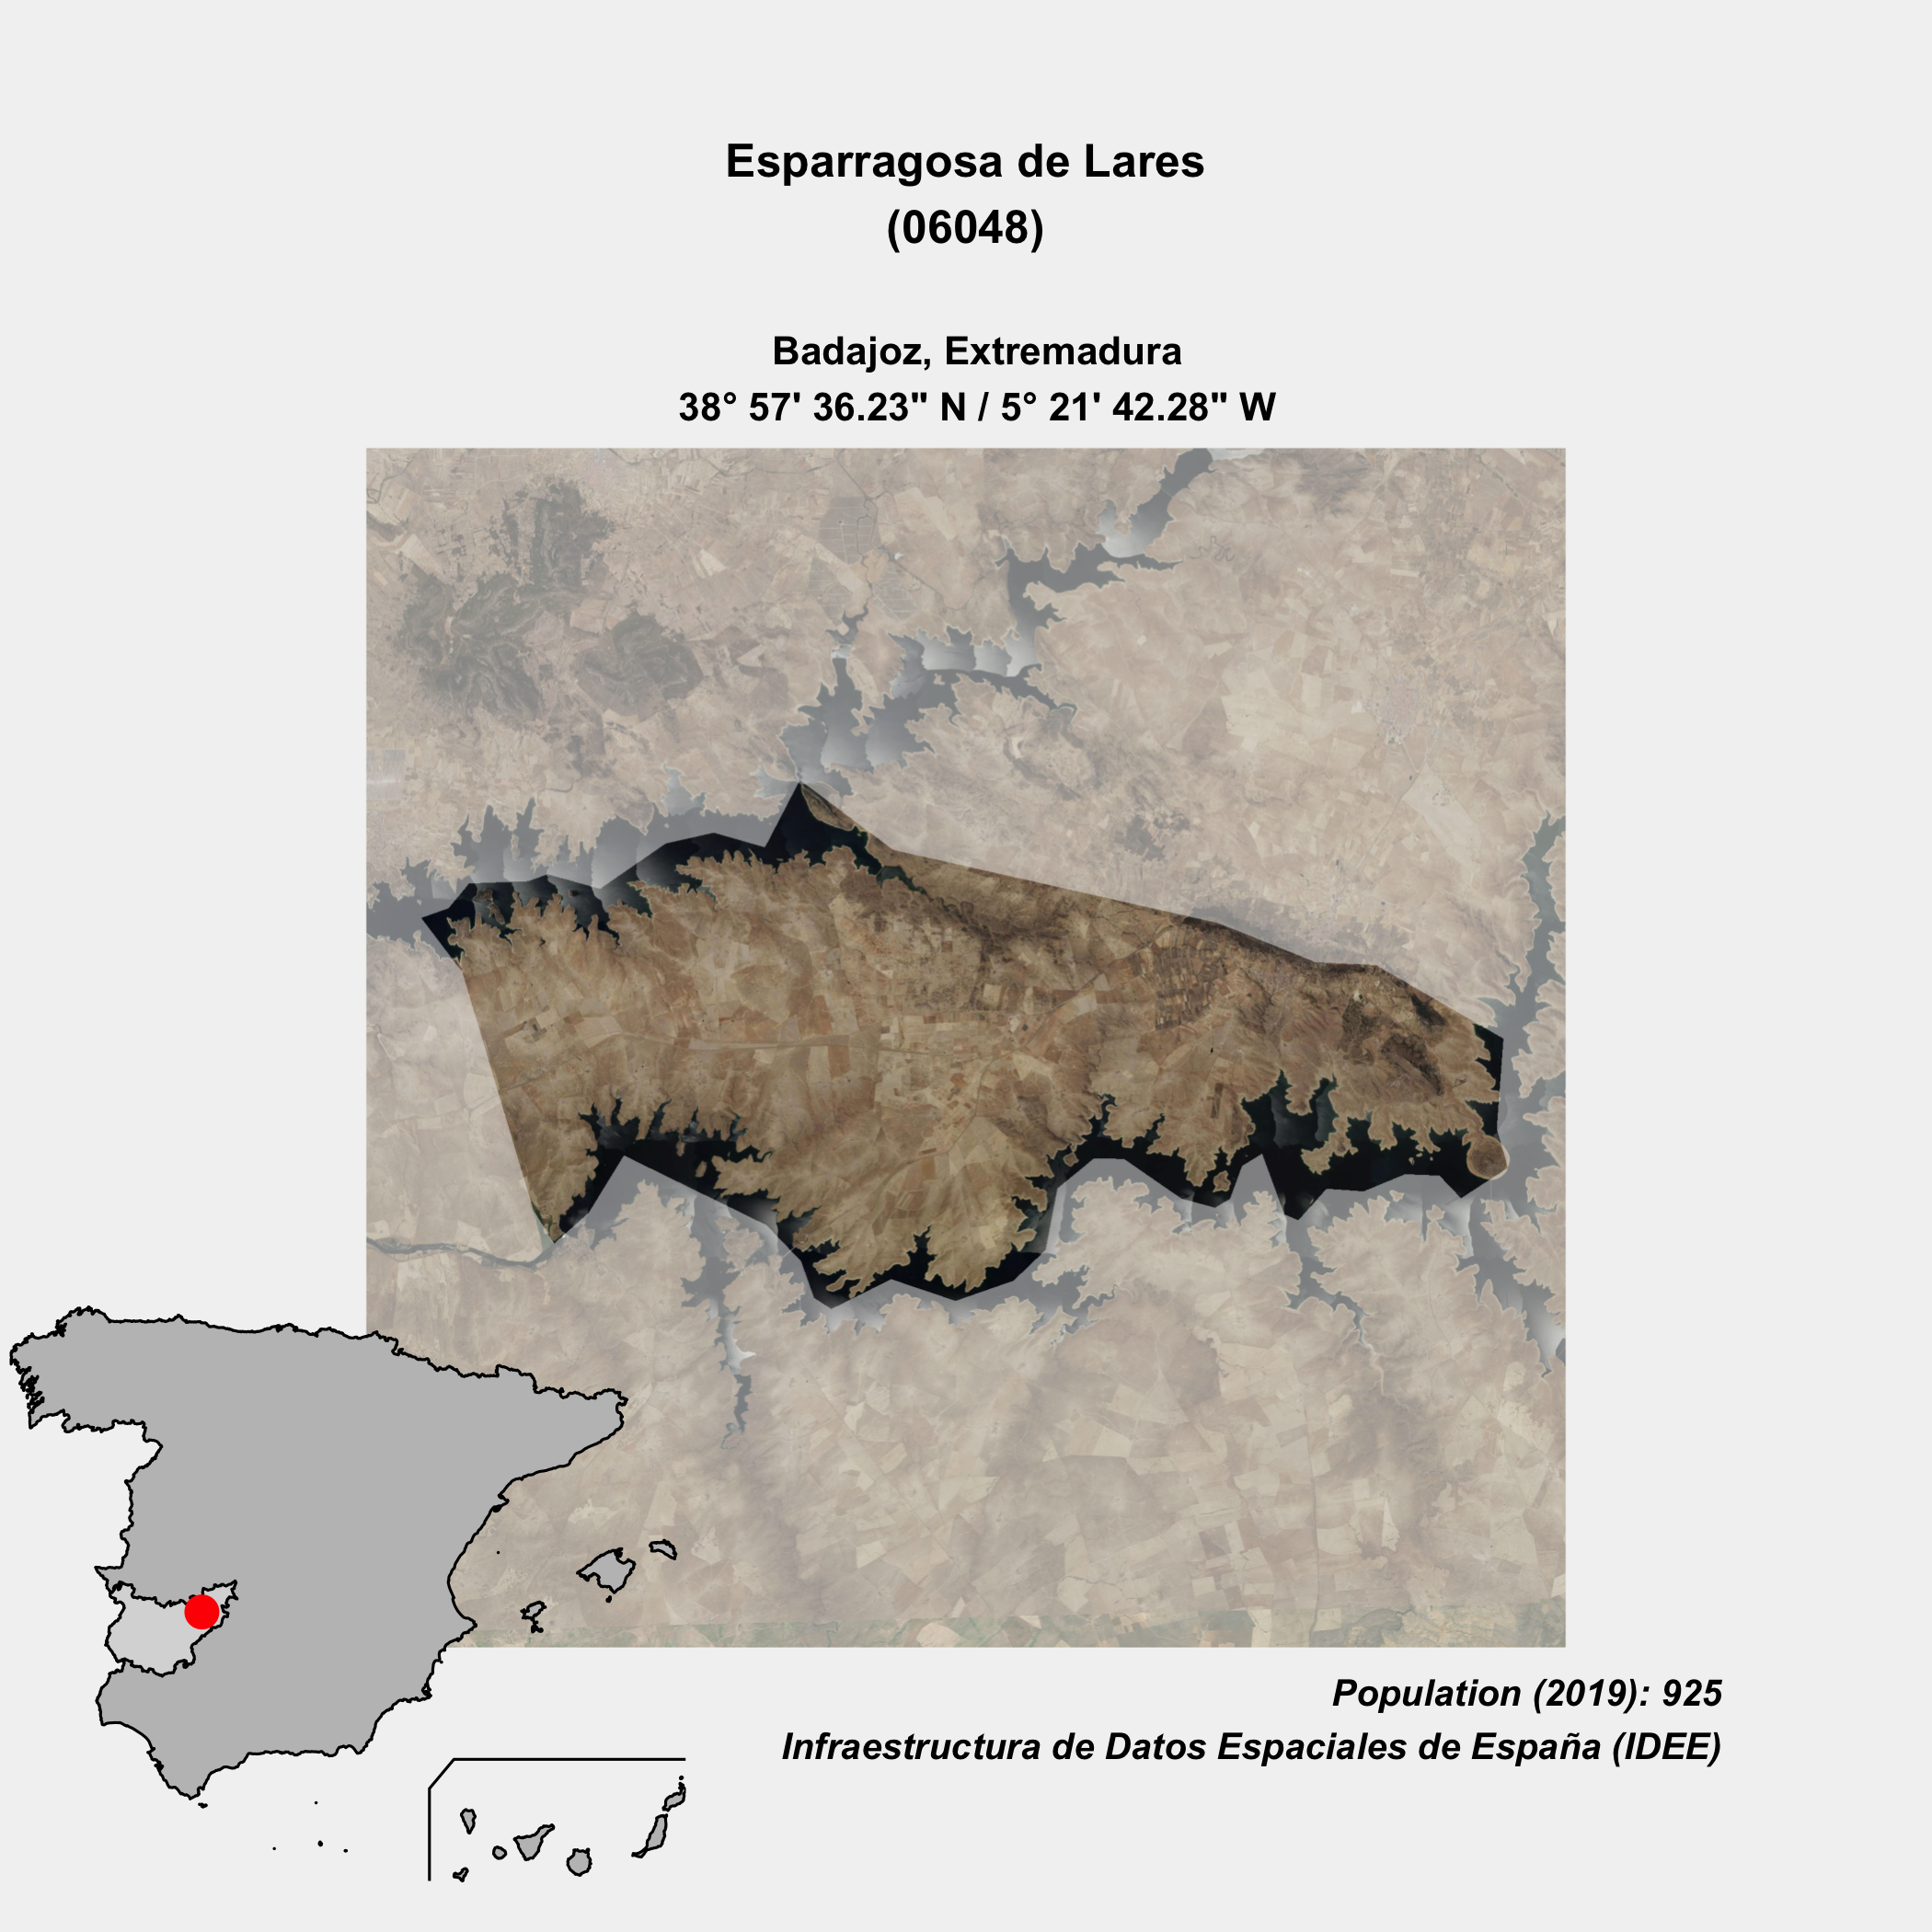 Esparragosa de Lares
(06048)
Badajoz, Extremadura
38° 57' 36.23" N / 5° 21' 42.28" W
Population (2019): 925
Infraestructura de Datos Espaciales de España (IDEE)